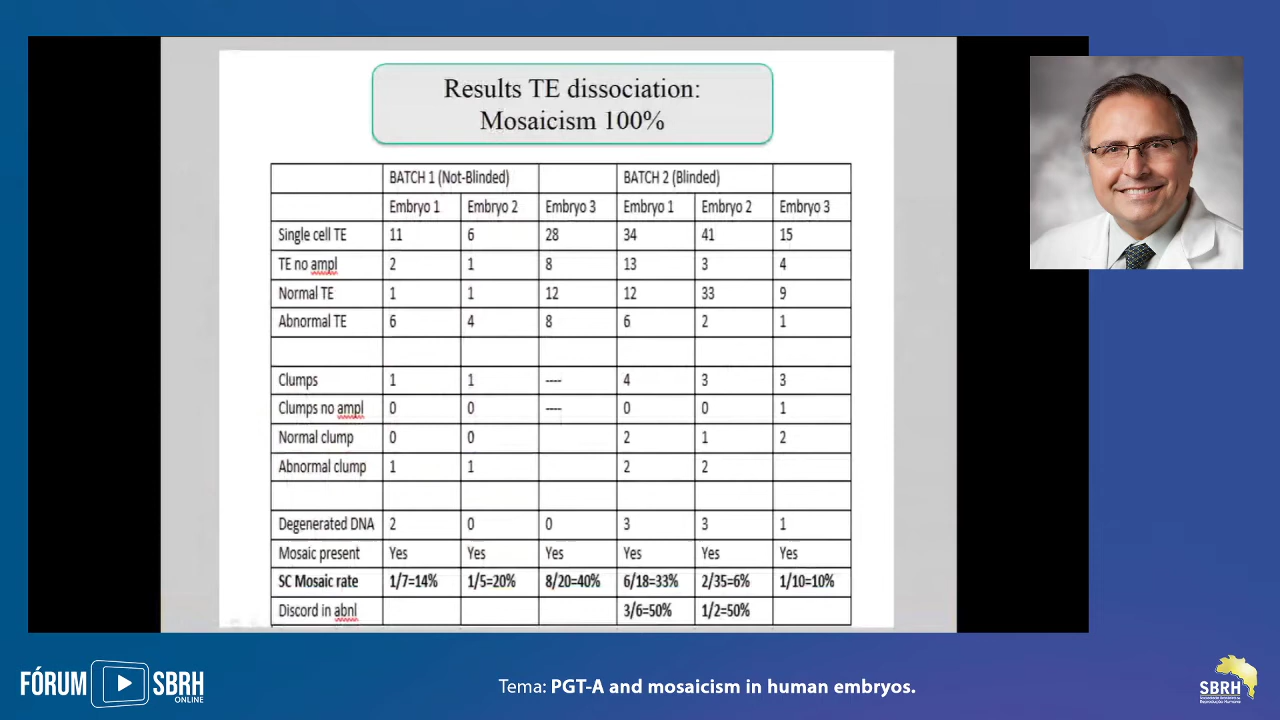 Results TE dissociation:
Mosaicism 100%
BATCH 1 (Not-Blinded) BATCH 2 (Blinded)
Embryo 1 Embryo 2 Embryo 3 Embryo 1 Embryo 2 Embryo 3
Single cell TE 11 6 28 34 41 15
TE no ampl 2 1 8 13 3 4
Normal TE 1 1 12 12 33 9
Abnormal TE 6 4 8 6 2 1
Clumps 1 1 ---- 4 3 3
Clumps no ampl 0 0 ---- 0 0 1
Normal clump 0 0 2 1 2
Abnormal clump 1 1 2 2
Degenerated DNA 2 0 0 3 3 1
Mosaic present Yes Yes Yes Yes Yes Yes
SC Mosaic rate 1/7=14% 1/5=20% 8/20=40% 6/18=33% 2/35=6% 1/10=10%
Discord in abnl 3/6=50% 1/2=50%
FÓRUM SBRH
ONLINE
Tema: PGT-A and mosaicism in human embryos.
SBRH